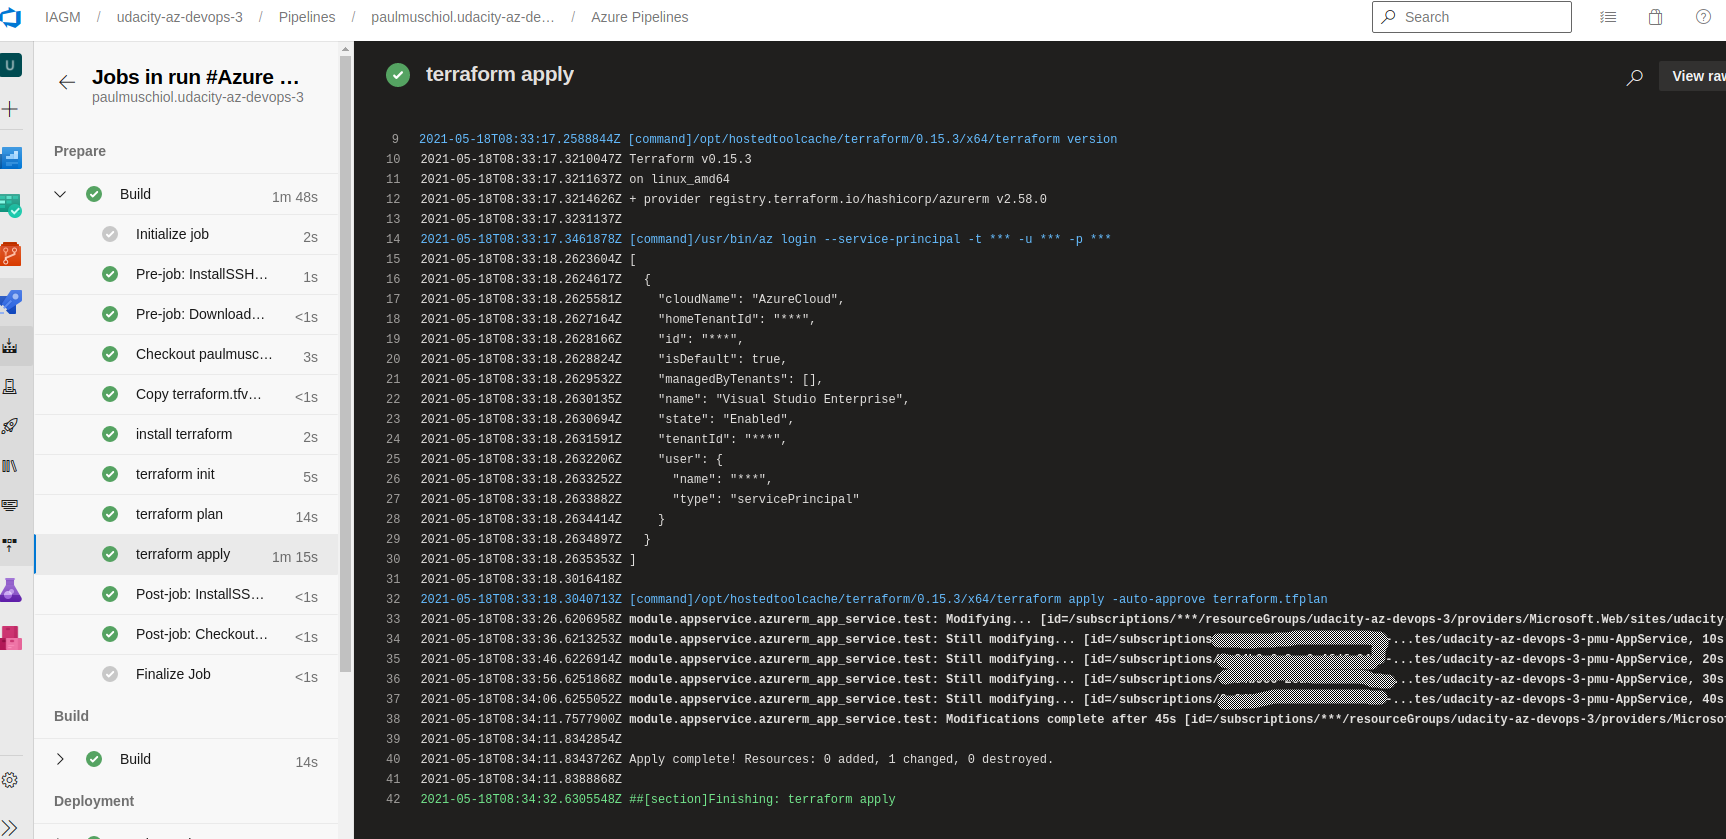 IAGM / udacity-az-devops-3 / Pipelines / paulmuschiol.udacity-az-de… / Azure Pipelines
Search
U
Jobs in run #Azure …
paulmuschiol.udacity-az-devops-3
Prepare
Build 1m 48s
Initialize job 2s
Pre-job: InstallSSH… 1s
Pre-job: Download… <1s
Checkout paulmusc… 3s
Copy terraform.tfv… <1s
install terraform 2s
terraform init 5s
terraform plan 14s
terraform apply 1m 15s
Post-job: InstallSS… <1s
Post-job: Checkout… <1s
Finalize Job <1s
Build
Build 14s
Deployment
terraform apply
View raw
9 2021-05-18T08:33:17.2588844Z [command]/opt/hostedtoolcache/terraform/0.15.3/x64/terraform version
10 2021-05-18T08:33:17.3210047Z Terraform v0.15.3
11 2021-05-18T08:33:17.3211637Z on linux_amd64
12 2021-05-18T08:33:17.3214626Z + provider registry.terraform.io/hashicorp/azurerm v2.58.0
13 2021-05-18T08:33:17.3231137Z
14 2021-05-18T08:33:17.3461878Z [command]/usr/bin/az login --service-principal -t *** -u *** -p ***
15 2021-05-18T08:33:18.2623604Z [
16 2021-05-18T08:33:18.2624617Z {
17 2021-05-18T08:33:18.2625581Z "cloudName": "AzureCloud",
18 2021-05-18T08:33:18.2627164Z "homeTenantId": "***",
19 2021-05-18T08:33:18.2628166Z "id": "***",
20 2021-05-18T08:33:18.2628824Z "isDefault": true,
21 2021-05-18T08:33:18.2629532Z "managedByTenants": [],
22 2021-05-18T08:33:18.2630135Z "name": "Visual Studio Enterprise",
23 2021-05-18T08:33:18.2630694Z "state": "Enabled",
24 2021-05-18T08:33:18.2631591Z "tenantId": "***",
25 2021-05-18T08:33:18.2632206Z "user": {
26 2021-05-18T08:33:18.2633252Z "name": "***",
27 2021-05-18T08:33:18.2633882Z "type": "servicePrincipal"
28 2021-05-18T08:33:18.2634414Z }
29 2021-05-18T08:33:18.2634897Z }
30 2021-05-18T08:33:18.2635353Z ]
31 2021-05-18T08:33:18.3016418Z
32 2021-05-18T08:33:18.3040713Z [command]/opt/hostedtoolcache/terraform/0.15.3/x64/terraform apply -auto-approve terraform.tfplan
33 2021-05-18T08:33:26.6206958Z module.appservice.azurerm_app_service.test: Modifying... [id=/subscriptions/***/resourceGroups/udacity-az-devops-3/providers/Microsoft.Web/sites/udacity-
34 2021-05-18T08:33:36.6213253Z module.appservice.azurerm_app_service.test: Still modifying... [id=/subscriptions -...tes/udacity-az-devops-3-pmu-AppService, 10s
35 2021-05-18T08:33:46.6226914Z module.appservice.azurerm_app_service.test: Still modifying... [id=/subscriptions/ -...tes/udacity-az-devops-3-pmu-AppService, 20s
36 2021-05-18T08:33:56.6251868Z module.appservice.azurerm_app_service.test: Still modifying... [id=/subscriptions/ ...tes/udacity-az-devops-3-pmu-AppService, 30s
37 2021-05-18T08:34:06.6255052Z module.appservice.azurerm_app_service.test: Still modifying... [id=/subscriptions/ -...tes/udacity-az-devops-3-pmu-AppService, 40s
38 2021-05-18T08:34:11.7577900Z module.appservice.azurerm_app_service.test: Modifications complete after 45s [id=/subscriptions/***/resourceGroups/udacity-az-devops-3/providers/Microsof
39 2021-05-18T08:34:11.8342854Z
40 2021-05-18T08:34:11.8343726Z Apply complete! Resources: 0 added, 1 changed, 0 destroyed.
41 2021-05-18T08:34:11.8388868Z
42 2021-05-18T08:34:32.6305548Z ##[section]Finishing: terraform apply